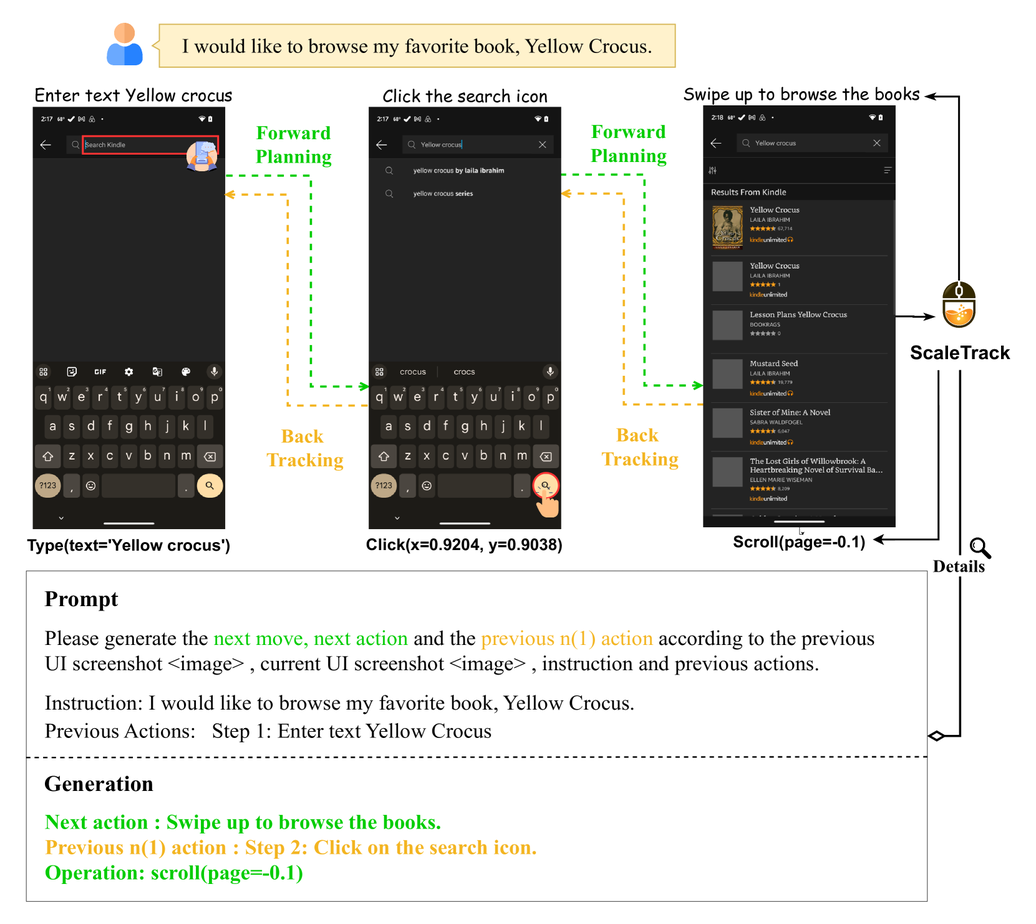 I would like to browse my favorite book, Yellow Crocus.
Enter text Yellow crocus
Click the search icon
Swipe up to browse the books
2:17 68°
Search Kindle
GIF
q w e r t y u i o p
a s d f g h j k l
z x c v b n m
?123 , .
Type(text='Yellow crocus')
Forward
Planning
Back
Tracking
2:17 68°
Yellow crocus
yellow crocus by laila ibrahim
yellow crocus series
crocus crocs
q w e r t y u i o p
a s d f g h j k l
z x c v b n m
?123 , .
Click(x=0.9204, y=0.9038)
Forward
Planning
Back
Tracking
2:18 68°
Yellow crocus
Results From Kindle
Yellow Crocus
LAILA IBRAHIM
kindleunlimited
Yellow Crocus
LAILA IBRAHIM
1
kindleunlimited
Lesson Plans Yellow Crocus
BOOKRAGS
0
Mustard Seed
LAILA IBRAHIM
kindleunlimited
Sister of Mine: A Novel
SABRA WALDFOGEL
kindleunlimited
The Lost Girls of Willowbrook: A
Heartbreaking Novel of Survival Ba...
ELLEN MARIE WISEMAN
kindleunlimited
Scroll(page=-0.1)
ScaleTrack
Details
Prompt
Please generate the next move, next action and the previous n(1) action according to the previous
UI screenshot <image> , current UI screenshot <image> , instruction and previous actions.
Instruction: I would like to browse my favorite book, Yellow Crocus.
Previous Actions: Step 1: Enter text Yellow Crocus
Generation
Next action : Swipe up to browse the books.
Previous n(1) action : Step 2: Click on the search icon.
Operation: scroll(page=-0.1)